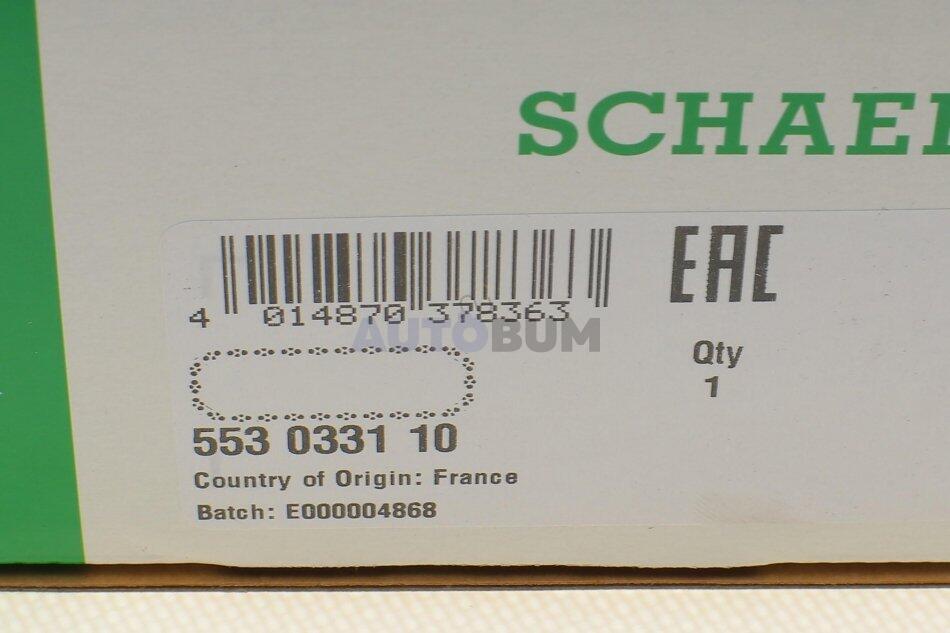 SCHAE
EAC
4 014870 378363
AUTOBUM
Qty
1
553 0331 10
Country of Origin: France
Batch: E000004868